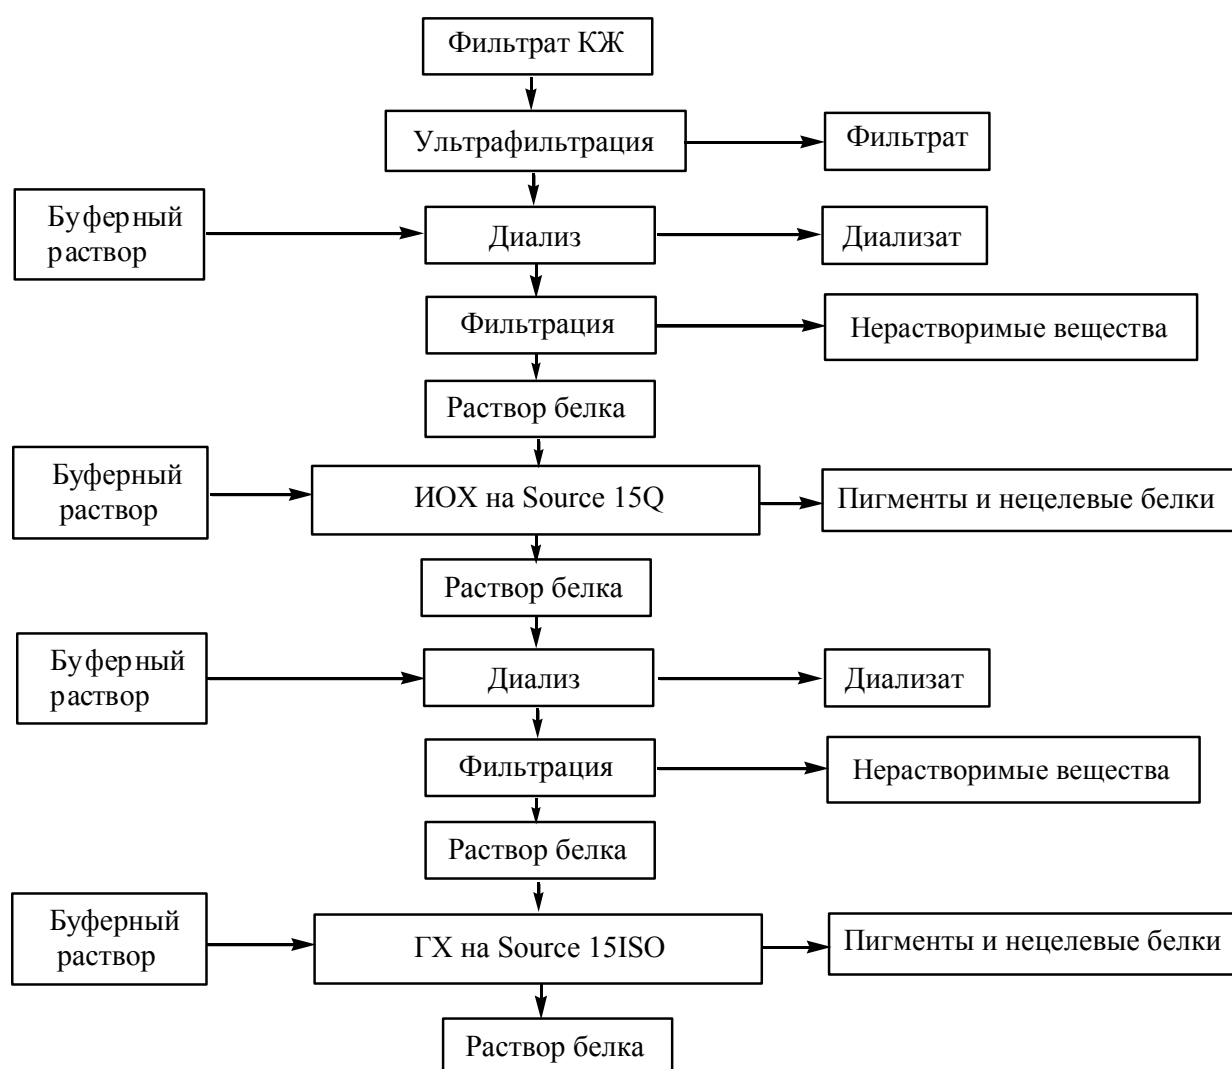 Фильтрат КЖ
Ультрафильтрация
Фильтрат
Буферный
раствор
Диализ
Диализат
Фильтрация
Нерастворимые вещества
Раствор белка
Буферный
раствор
ИОХ на Source 15Q
Пигменты и нецелевые белки
Раствор белка
Буферный
раствор
Диализ
Диализат
Фильтрация
Нерастворимые вещества
Раствор белка
Буферный
раствор
ГХ на Source 15ISO
Пигменты и нецелевые белки
Раствор белка